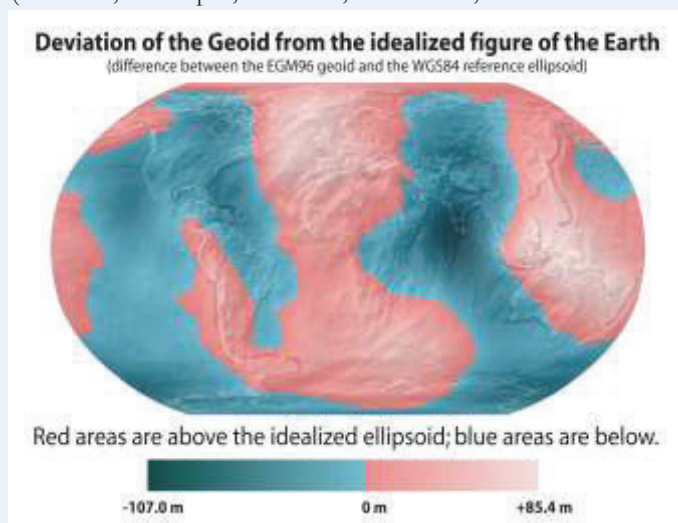 Deviation of the Geoid from the idealized figure of the Earth
(difference between the EGM96 geoid and the WGS84 reference ellipsoid)
Red areas are above the idealized ellipsoid; blue areas are below.
-107.0 m 0 m +85.4 m